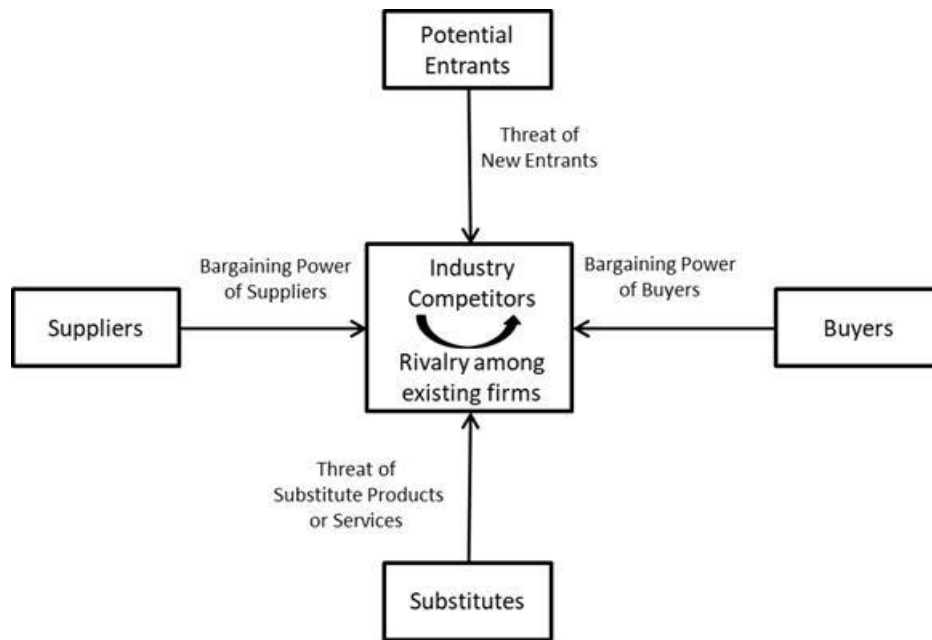 Potential
Entrants
Threat of
New Entrants
Bargaining Power
of Suppliers
Industry
Competitors
Bargaining Power
of Buyers
Suppliers
Buyers
Rivalry among
existing firms
Threat of
Substitute Products
or Services
Substitutes